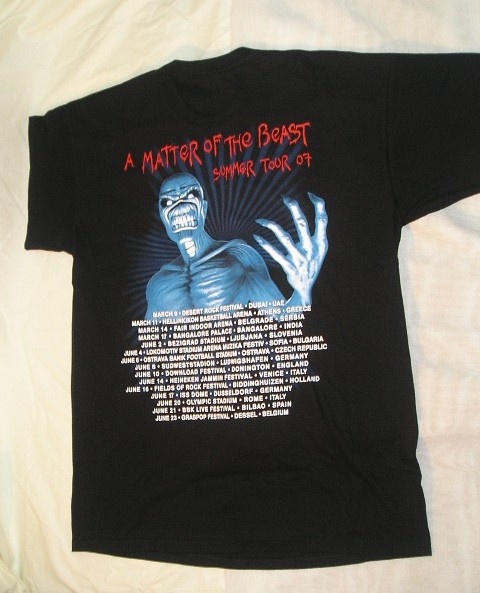 A MATTER OF THE BEAST
SUMMER TOUR 07
MARCH 9 • DESERT ROCK FESTIVAL • DUBAI • UAE
MARCH 11 • HELLINKIKON BASKETBALL ARENA • ATHENS • GREECE
MARCH 14 • FAIR INDOOR ARENA • BELGRADE • SERBIA
MARCH 17 • BANGALORE PALACE • BANGALORE • INDIA
JUNE 2 • BEZIGRAD STADIUM • LJUBJANA • SLOVENIA
JUNE 4 • LOKOMOTIV STADIUM ARENA MUZIKA FESTIV • SOFIA • BULGARIA
JUNE 6 • OSTRAVA BANK FOOTBALL STADIUM • OSTRAVA • CZECH REPUBLIC
JUNE 8 • SUDWESTSTADION • LUDWIGSHAFEN • GERMANY
JUNE 10 • DOWNLOAD FESTIVAL • DONINGTON • ENGLAND
JUNE 14 • HEINEKEN JAMMIN FESTIVAL • VENICE • ITALY
JUNE 16 • FIELDS OF ROCK FESTIVAL • BIDDINGHUIZEN • HOLLAND
JUNE 17 • ISS DOME • DUSSELDORF • GERMANY
JUNE 20 • OLYMPIC STADIUM • ROME • ITALY
JUNE 21 • BBK LIVE FESTIVAL • BILBAO • SPAIN
JUNE 23 • GRASPOP FESTIVAL • DESSEL • BELGIUM